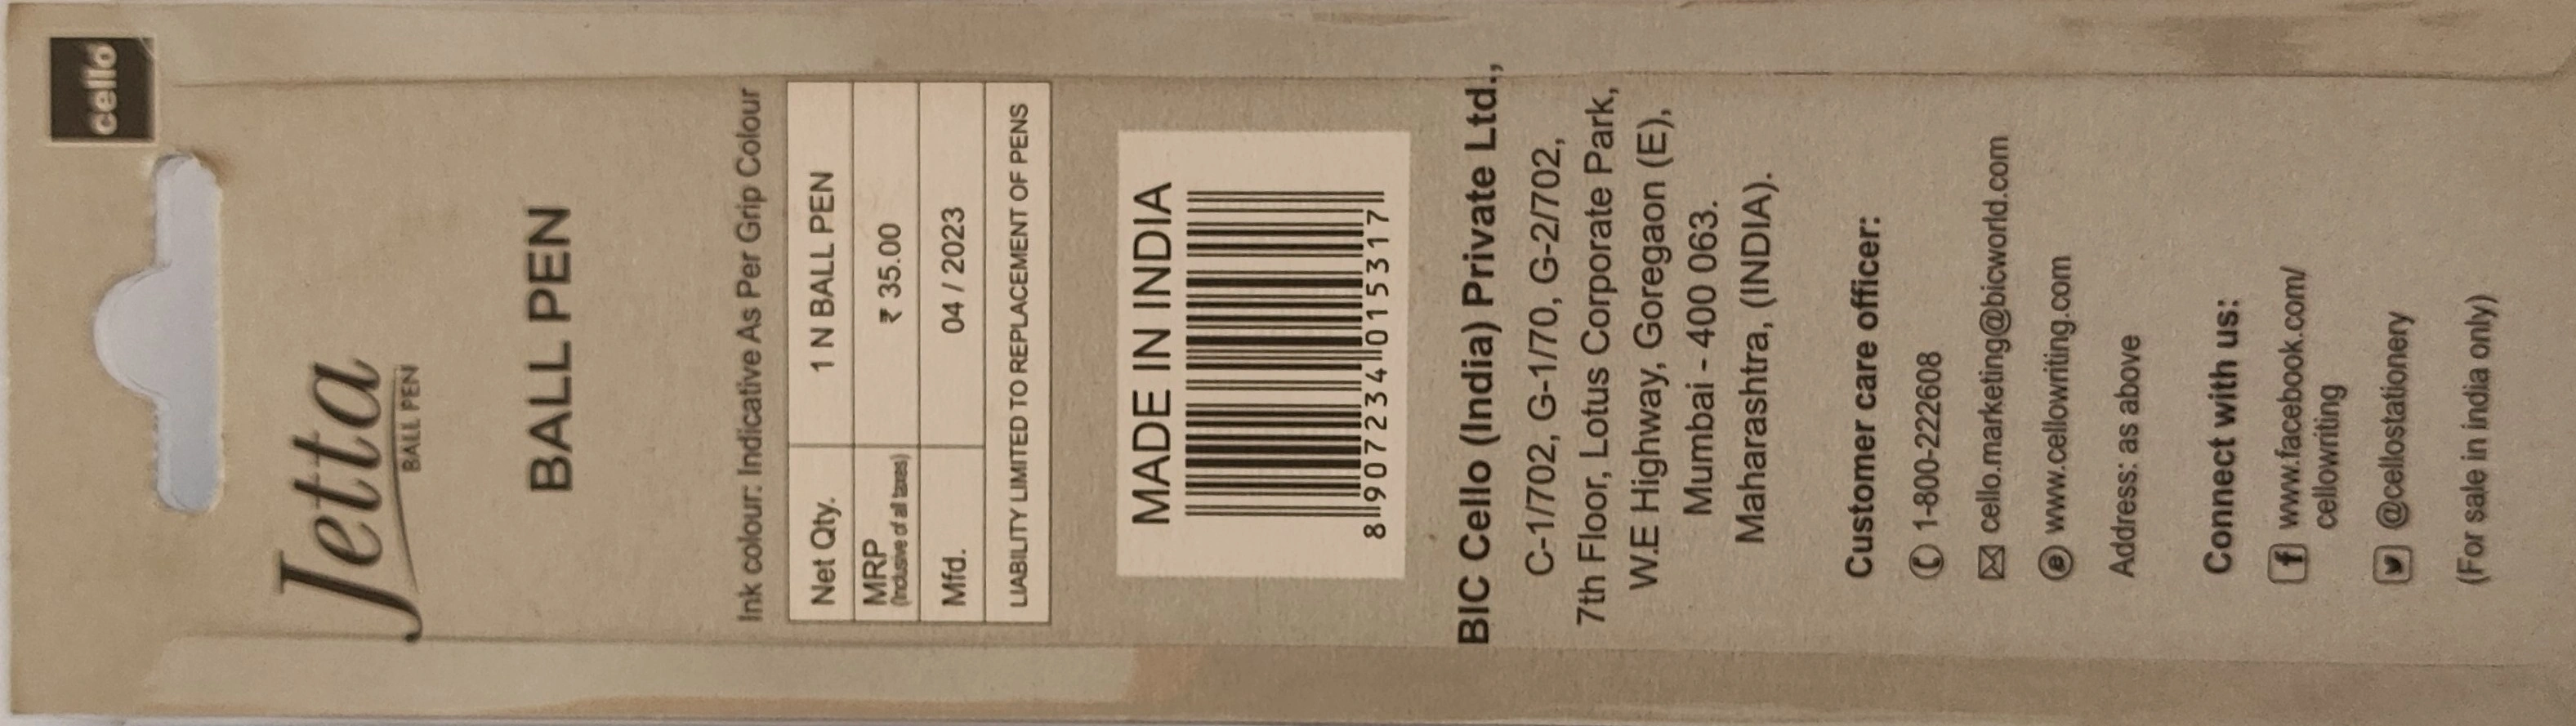 cello
Jetta
BALL PEN
BALL PEN
Ink colour: Indicative As Per Grip Colour
Net Qty. 1 N BALL PEN
MRP ₹ 35.00
(Inclusive of all taxes)
Mfd. 04 / 2023
LIABILITY LIMITED TO REPLACEMENT OF PENS
MADE IN INDIA
8 907234 015317
BIC Cello (India) Private Ltd.,
C-1/702, G-1/70, G-2/702,
7th Floor, Lotus Corporate Park,
W.E Highway, Goregaon (E),
Mumbai - 400 063.
Maharashtra, (INDIA).
Customer care officer:
1-800-222608
cello.marketing@bicworld.com
www.cellowriting.com
Address: as above
Connect with us:
www.facebook.com/
cellowriting
@cellostationery
(For sale in india only)